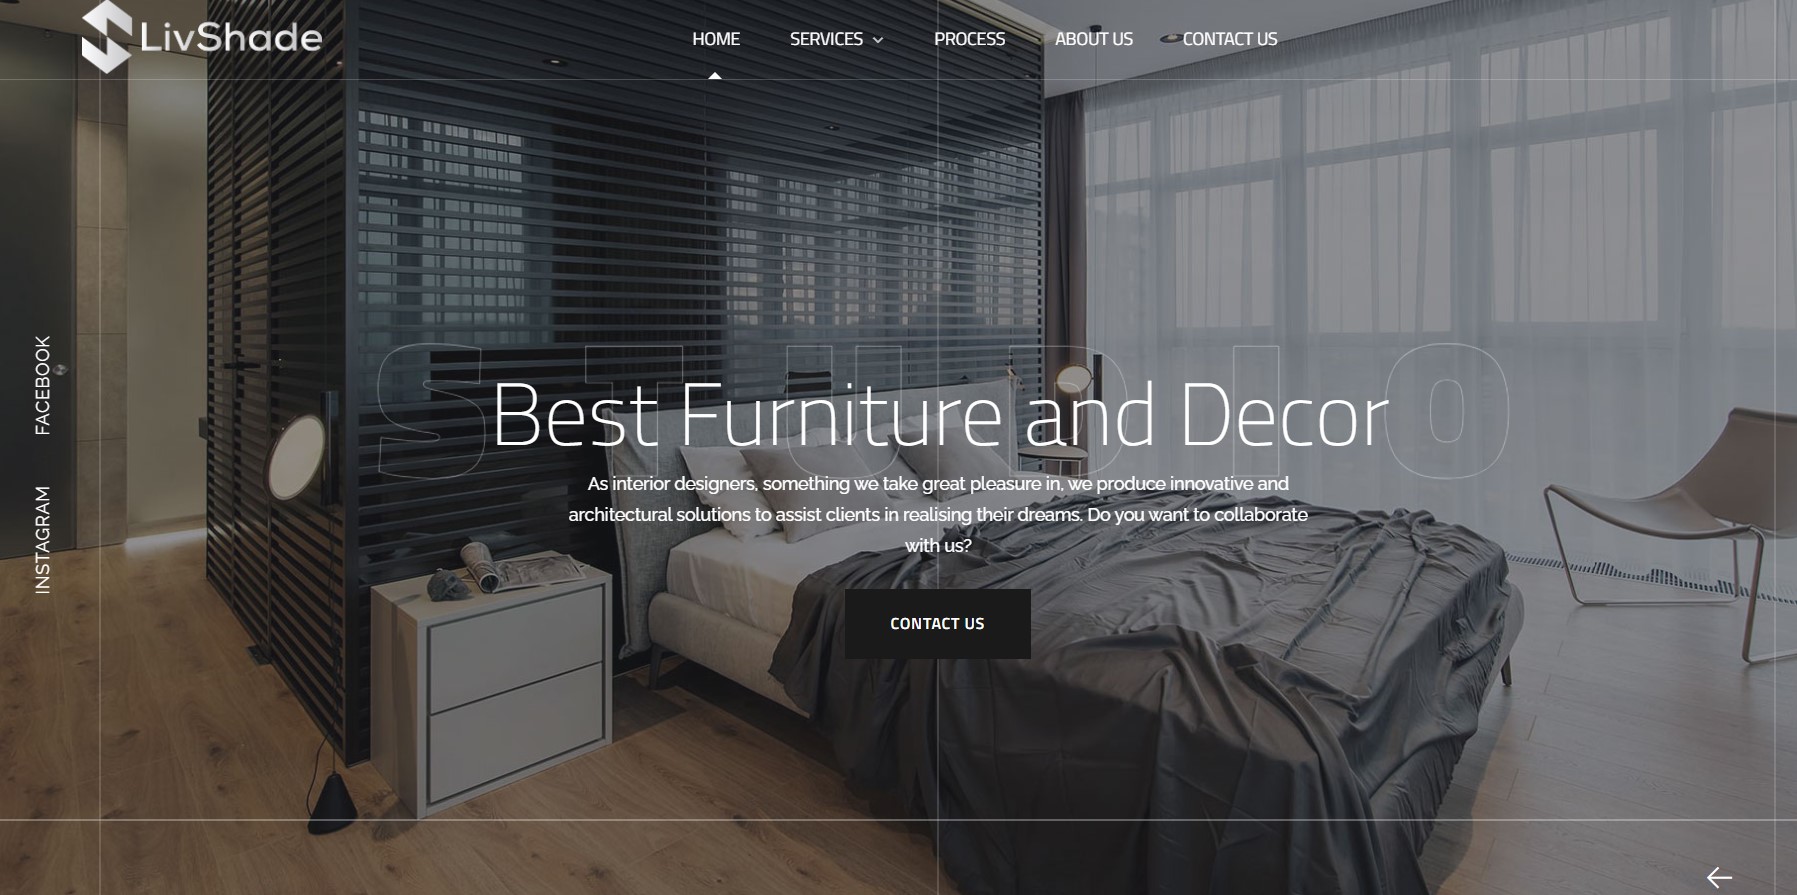 LivShade
HOME
SERVICES
PROCESS
ABOUT US
CONTACT US
FACEBOOK
INSTAGRAM
STUDIO
Best Furniture and Decor
As interior designers, something we take great pleasure in, we produce innovative and
architectural solutions to assist clients in realising their dreams. Do you want to collaborate
with us?
CONTACT US